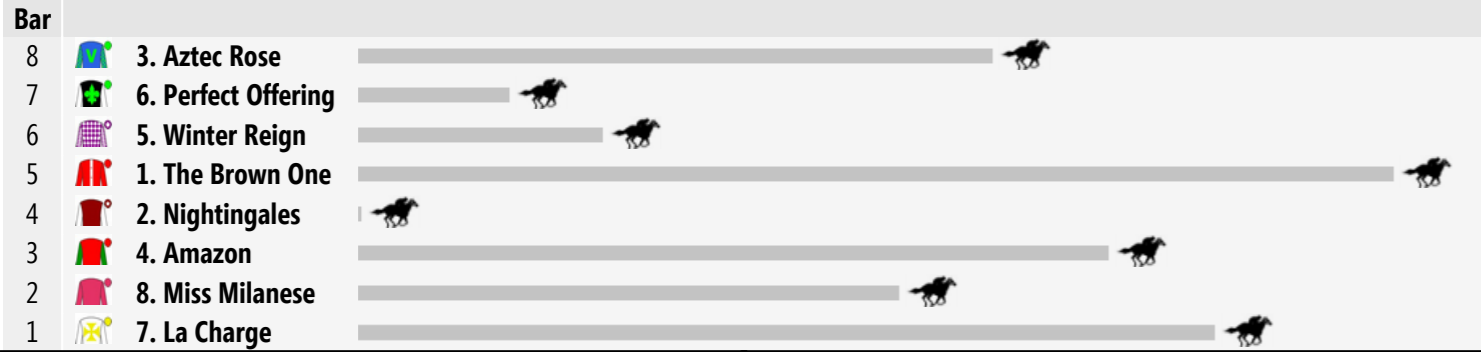 Bar
8 V 3. Aztec Rose
7 6. Perfect Offering
6 5. Winter Reign
5 1. The Brown One
4 2. Nightingales
3 4. Amazon
2 8. Miss Milanese
1 7. La Charge